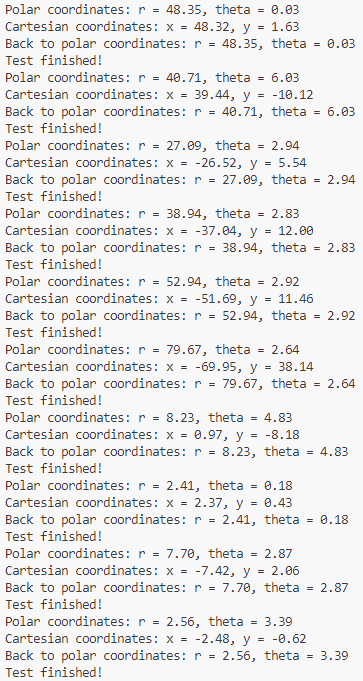 Polar coordinates: r = 48.35, theta = 0.03
Cartesian coordinates: x = 48.32, y = 1.63
Back to polar coordinates: r = 48.35, theta = 0.03
Test finished!
Polar coordinates: r = 40.71, theta = 6.03
Cartesian coordinates: x = 39.44, y = -10.12
Back to polar coordinates: r = 40.71, theta = 6.03
Test finished!
Polar coordinates: r = 27.09, theta = 2.94
Cartesian coordinates: x = -26.52, y = 5.54
Back to polar coordinates: r = 27.09, theta = 2.94
Test finished!
Polar coordinates: r = 38.94, theta = 2.83
Cartesian coordinates: x = -37.04, y = 12.00
Back to polar coordinates: r = 38.94, theta = 2.83
Test finished!
Polar coordinates: r = 52.94, theta = 2.92
Cartesian coordinates: x = -51.69, y = 11.46
Back to polar coordinates: r = 52.94, theta = 2.92
Test finished!
Polar coordinates: r = 79.67, theta = 2.64
Cartesian coordinates: x = -69.95, y = 38.14
Back to polar coordinates: r = 79.67, theta = 2.64
Test finished!
Polar coordinates: r = 8.23, theta = 4.83
Cartesian coordinates: x = 0.97, y = -8.18
Back to polar coordinates: r = 8.23, theta = 4.83
Test finished!
Polar coordinates: r = 2.41, theta = 0.18
Cartesian coordinates: x = 2.37, y = 0.43
Back to polar coordinates: r = 2.41, theta = 0.18
Test finished!
Polar coordinates: r = 7.70, theta = 2.87
Cartesian coordinates: x = -7.42, y = 2.06
Back to polar coordinates: r = 7.70, theta = 2.87
Test finished!
Polar coordinates: r = 2.56, theta = 3.39
Cartesian coordinates: x = -2.48, y = -0.62
Back to polar coordinates: r = 2.56, theta = 3.39
Test finished!